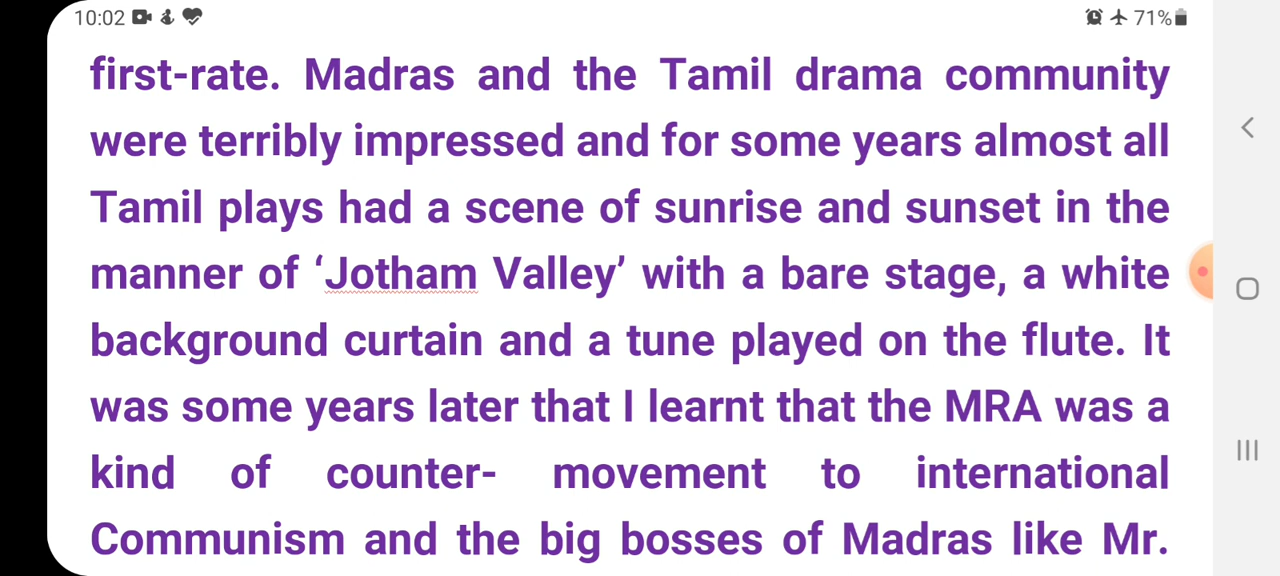 10:02 71%
first-rate. Madras and the Tamil drama community
were terribly impressed and for some years almost all
Tamil plays had a scene of sunrise and sunset in the
manner of ‘Jotham Valley’ with a bare stage, a white
background curtain and a tune played on the flute. It
was some years later that I learnt that the MRA was a
kind of counter- movement to international
Communism and the big bosses of Madras like Mr.